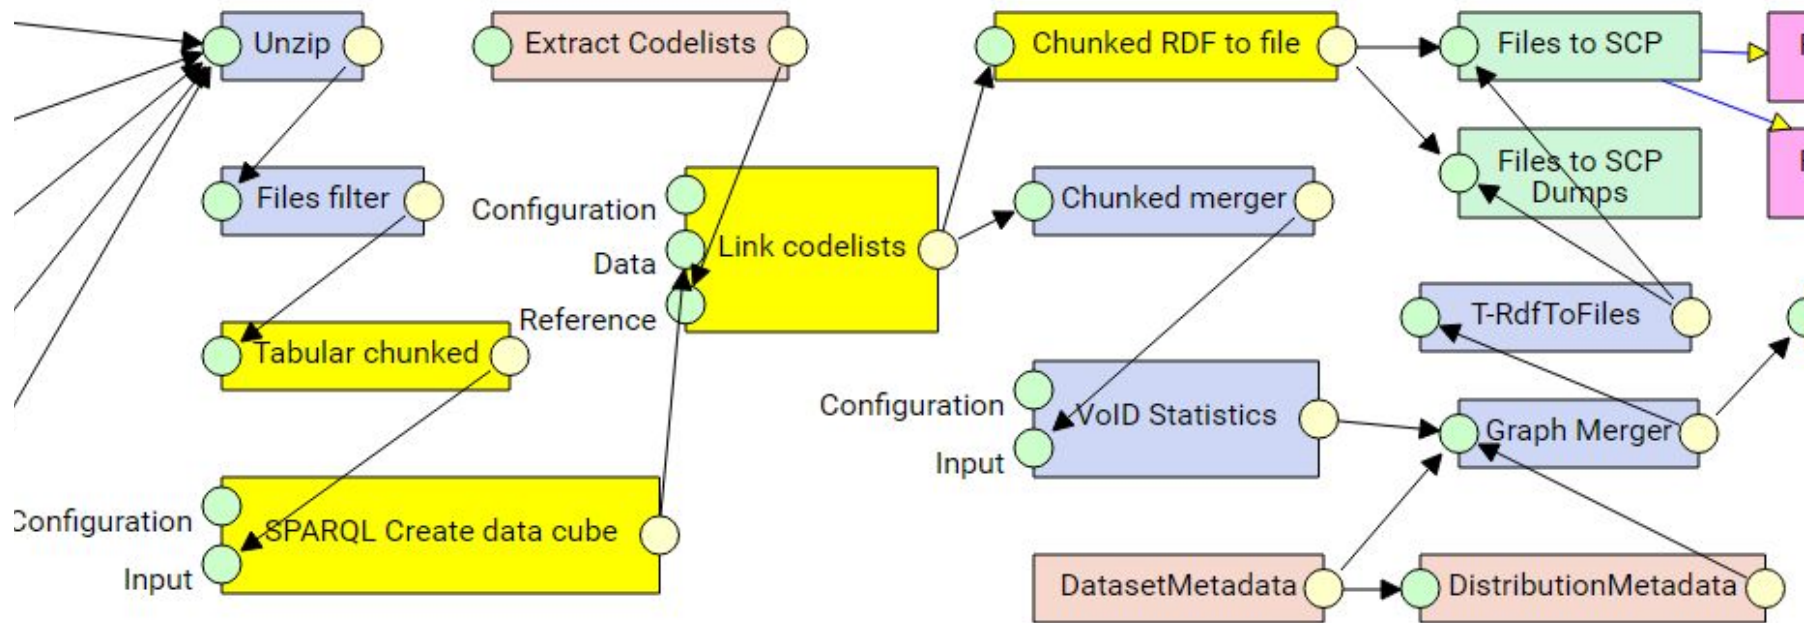 Unzip
Extract Codelists
Chunked RDF to file
Files to SCP
Files to SCP
Dumps
Files filter
Configuration
Data
Reference
Link codelists
Chunked merger
T-RdfToFiles
Tabular chunked
Configuration
Input
VoID Statistics
Graph Merger
Configuration
Input
SPARQL Create data cube
DatasetMetadata
DistributionMetadata